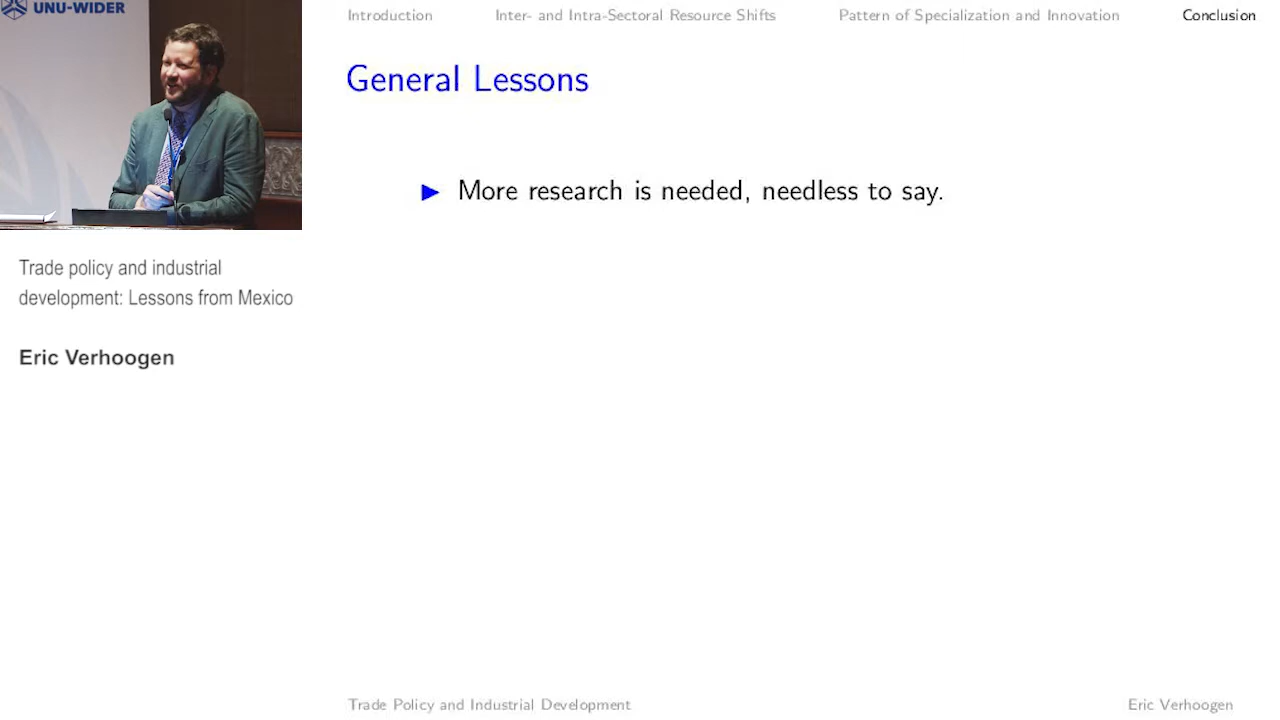 UNU-WIDER
Introduction
Inter- and Intra-Sectoral Resource Shifts
Pattern of Specialization and Innovation
Conclusion
General Lessons
▶ More research is needed, needless to say.
Trade policy and industrial
development: Lessons from Mexico
Eric Verhoogen
Trade Policy and Industrial Development
Eric Verhoogen